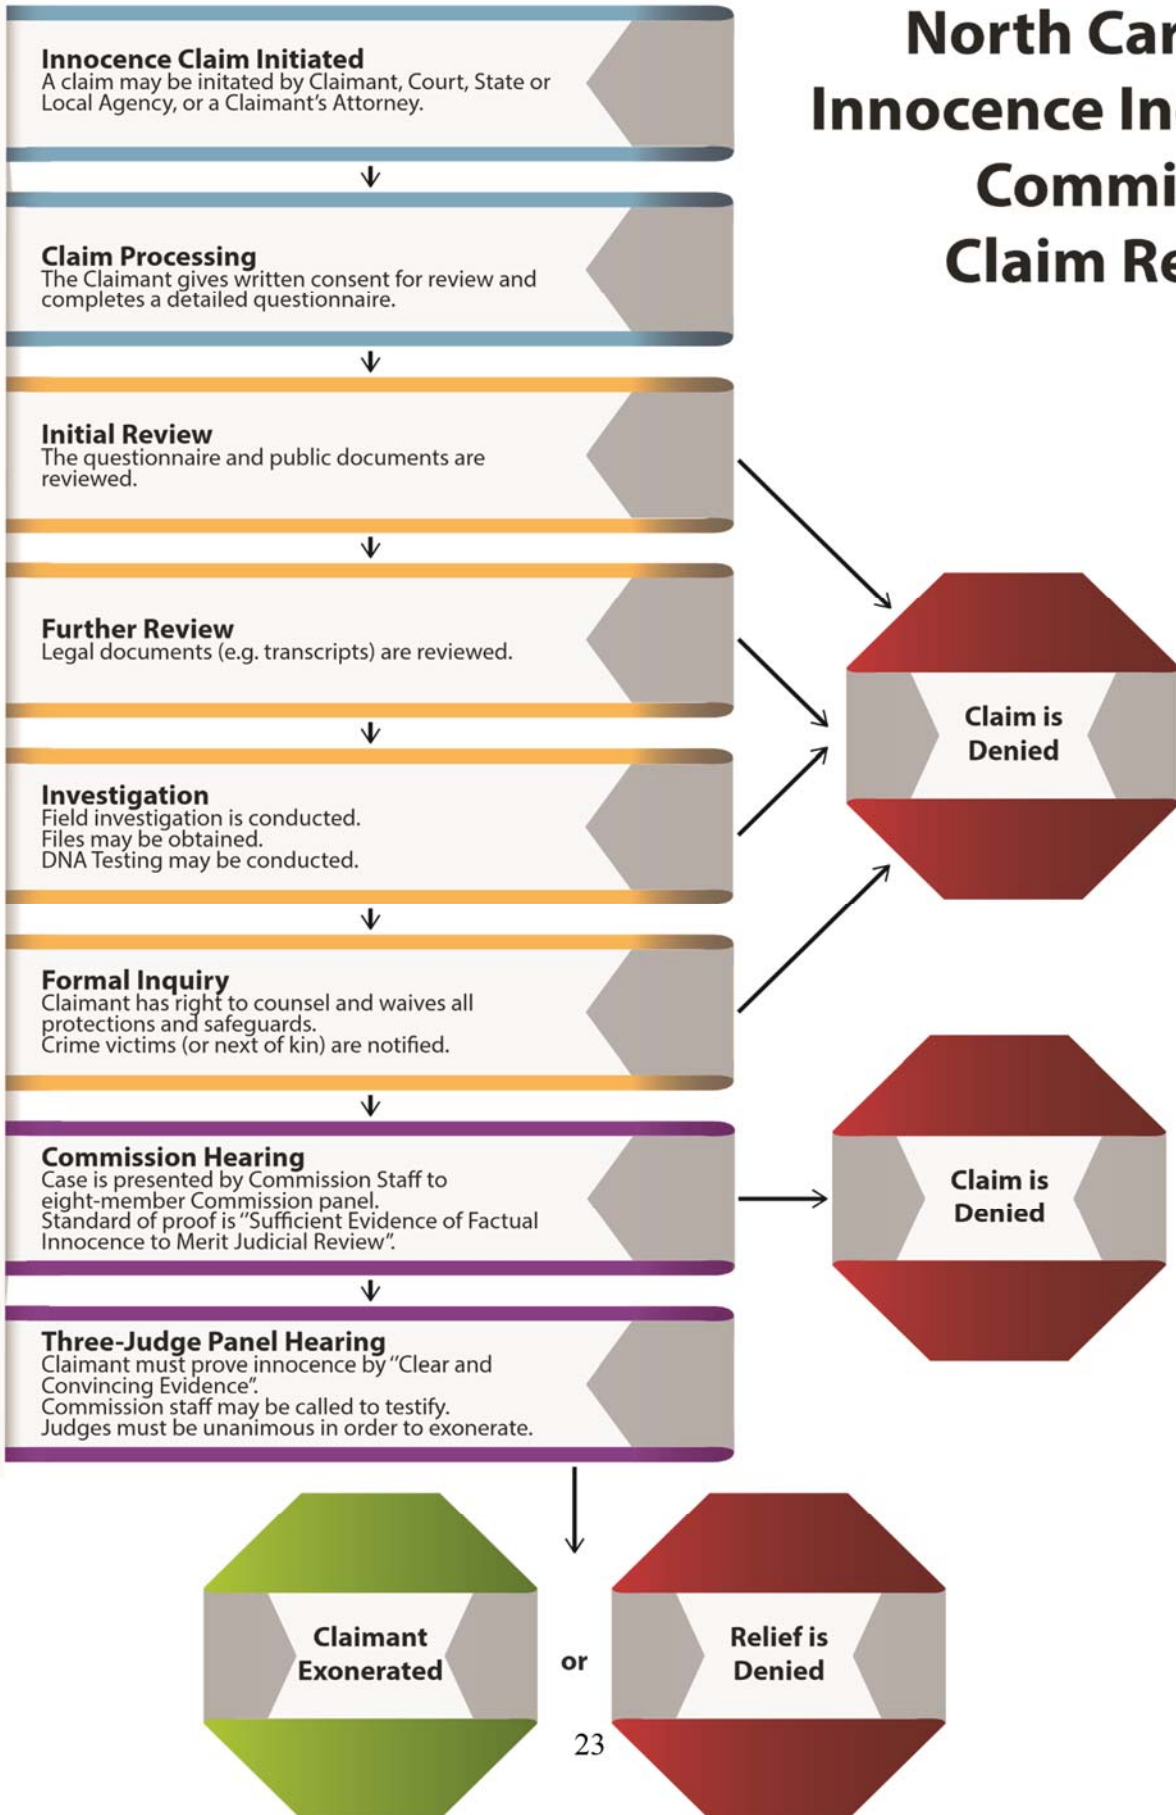 North Car
Innocence In
Commi
Claim Re
Innocence Claim Initiated
A claim may be initated by Claimant, Court, State or
Local Agency, or a Claimant's Attorney.
Claim Processing
The Claimant gives written consent for review and
completes a detailed questionnaire.
Initial Review
The questionnaire and public documents are
reviewed.
Further Review
Legal documents (e.g. transcripts) are reviewed.
Claim is
Denied
Investigation
Field investigation is conducted.
Files may be obtained.
DNA Testing may be conducted.
Formal Inquiry
Claimant has right to counsel and waives all
protections and safeguards.
Crime victims (or next of kin) are notified.
Commission Hearing
Case is presented by Commission Staff to
eight-member Commission panel.
Standard of proof is "Sufficient Evidence of Factual
Innocence to Merit Judicial Review".
Claim is
Denied
Three-Judge Panel Hearing
Claimant must prove innocence by "Clear and
Convincing Evidence".
Commission staff may be called to testify.
Judges must be unanimous in order to exonerate.
Claimant
Exonerated
or
Relief is
Denied
23